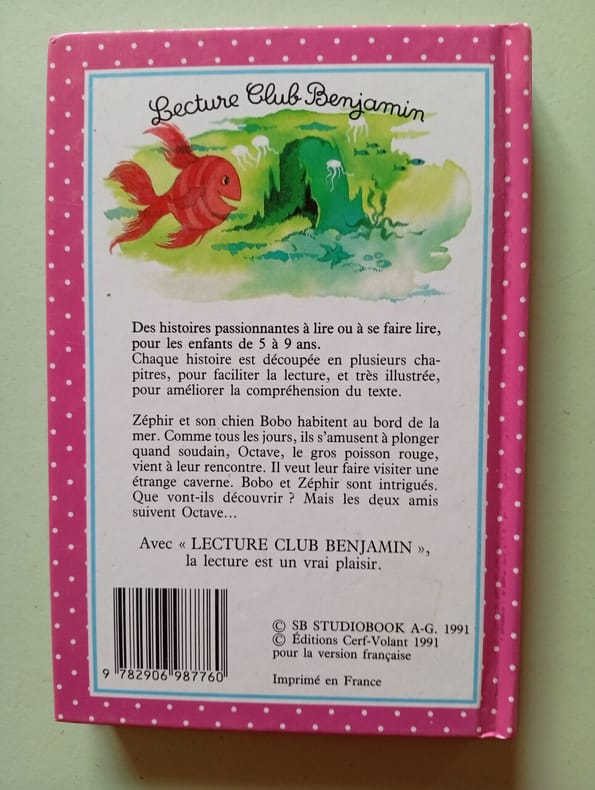 Lecture Club Benjamin
Des histoires passionnantes à lire ou à se faire lire,
pour les enfants de 5 à 9 ans.
Chaque histoire est découpée en plusieurs cha-
pitres, pour faciliter la lecture, et très illustrée,
pour améliorer la compréhension du texte.
Zéphir et son chien Bobo habitent au bord de la
mer. Comme tous les jours, ils s'amusent à plonger
quand soudain, Octave, le gros poisson rouge,
vient à leur rencontre. Il veut leur faire visiter une
étrange caverne. Bobo et Zéphir sont intrigués.
Que vont-ils découvrir ? Mais les deux amis
suivent Octave...
Avec « LECTURE CLUB BENJAMIN »,
la lecture est un vrai plaisir.
© SB STUDIOBOOK A-G. 1991
© Éditions Cerf-Volant 1991
pour la version française
Imprimé en France
9 782906 987760